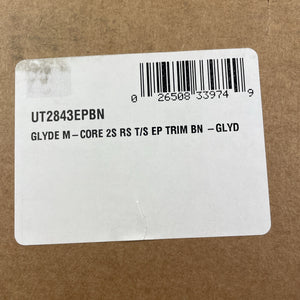 0 26508 33974 9
UT2843EPBN
GLYDE M-CORE 2S RS T/S EP TRIM BN -GLYD